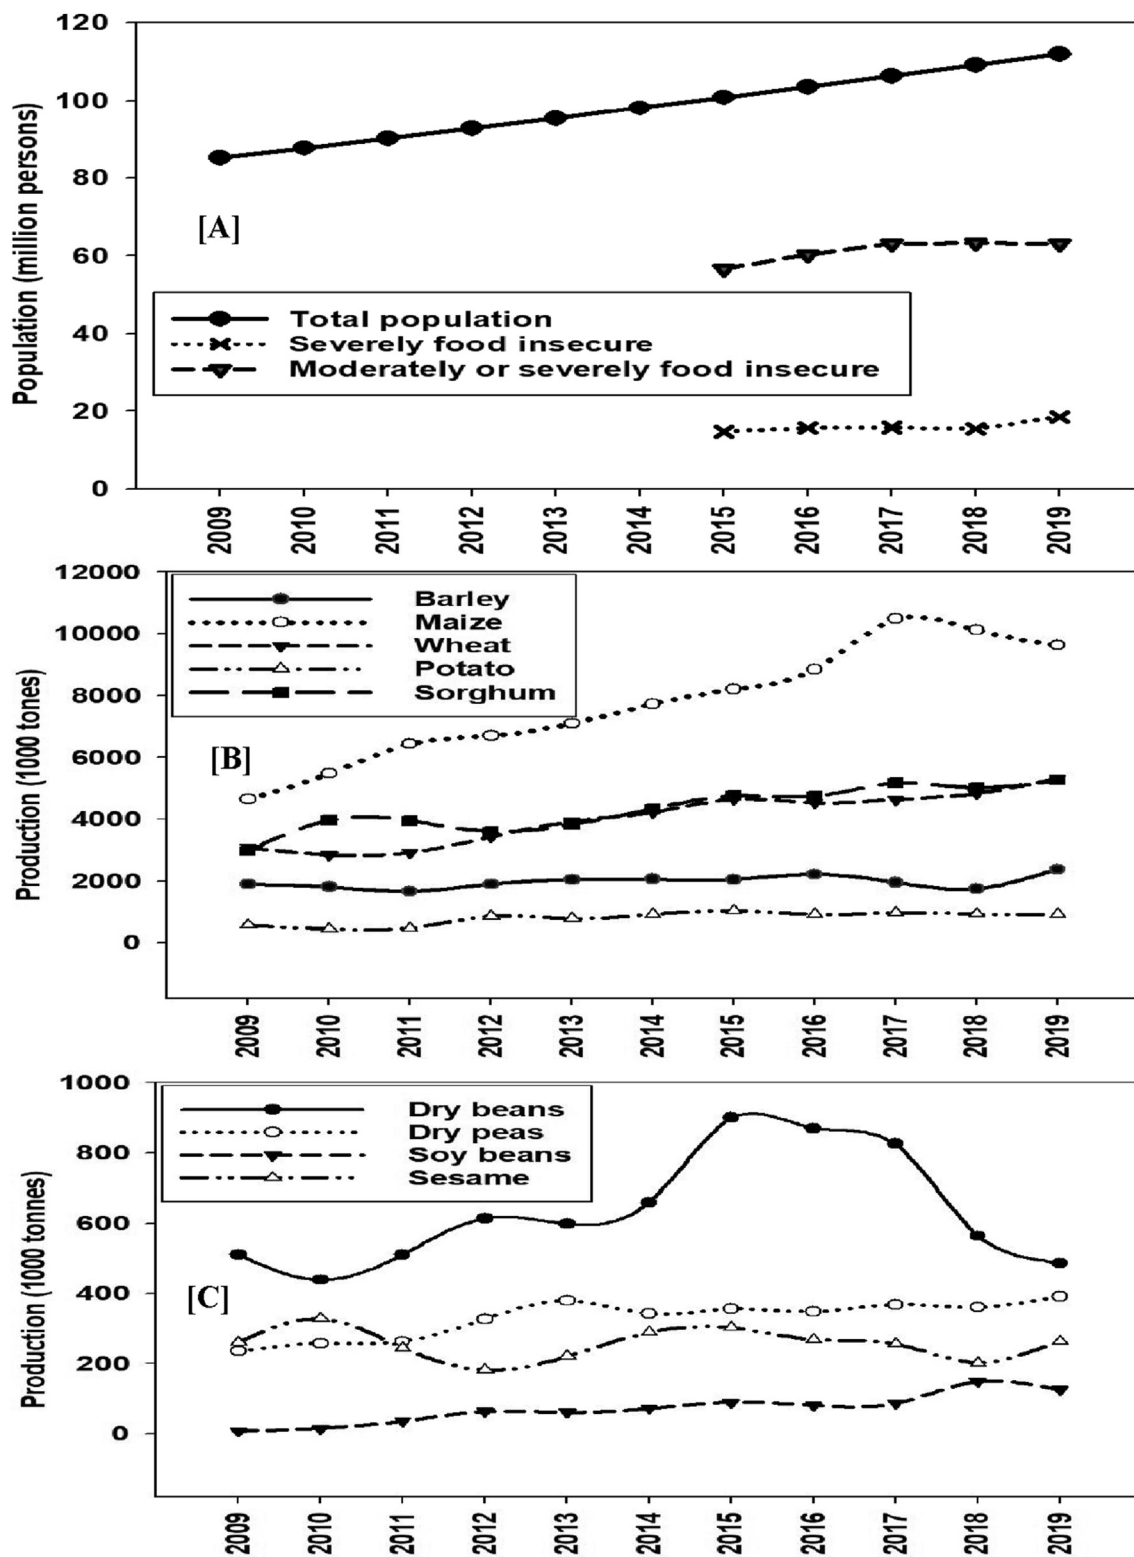 120
100
80
60
40
20
0
Population (million persons)
[A]
Total population
Severely food insecure
Moderately or severely food insecure
2009
2010
2011
2012
2013
2014
2015
2016
2017
2018
2019
12000
10000
8000
6000
4000
2000
0
Production (1000 tones)
Barley
Maize
Wheat
Potato
Sorghum
[B]
2009
2010
2011
2012
2013
2014
2015
2016
2017
2018
2019
1000
800
600
400
200
0
Production (1000 tonnes)
Dry beans
Dry peas
Soy beans
Sesame
[C]
2009
2010
2011
2012
2013
2014
2015
2016
2017
2018
2019